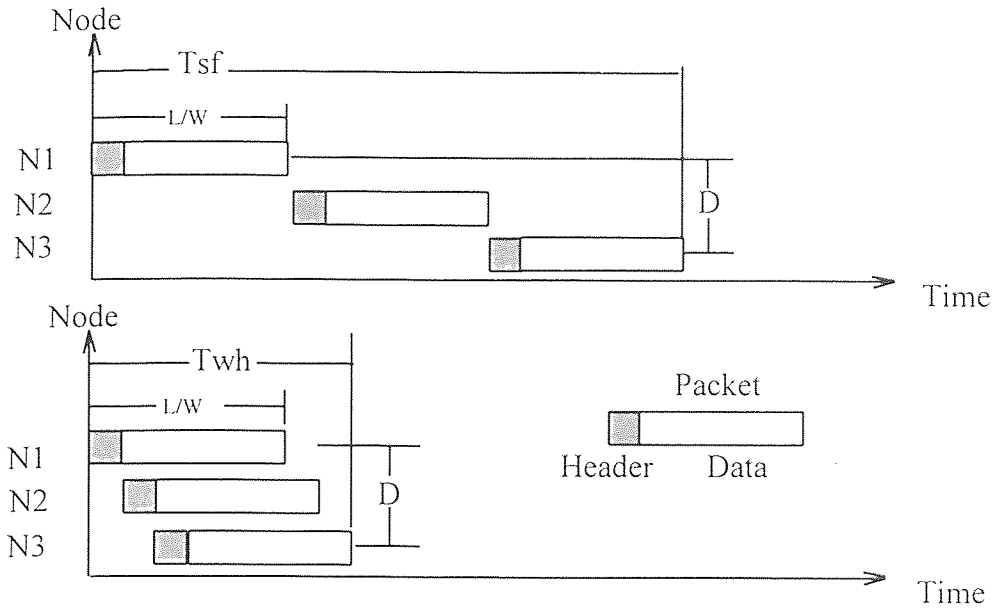 Node
Tsf
L/W
N1
N2
D
N3
Time
Node
Twh
L/W
Packet
N1
Header Data
N2
D
N3
Time